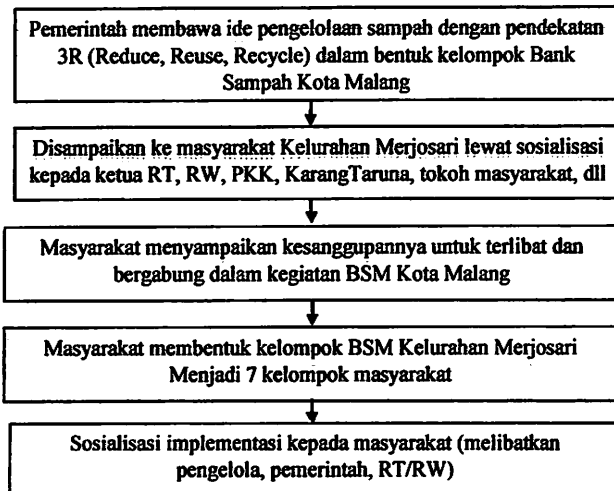 Pemerintah membawa ide pengelolaan sampah dengan pendekatan
3R (Reduce, Reuse, Recycle) dalam bentuk kelompok Bank
Sampah Kota Malang
Disampaikan ke masyarakat Kelurahan Merjosari lewat sosialisasi
kepada ketua RT, RW, PKK, KarangTaruna, tokoh masyarakat, dll
Masyarakat menyampaikan kesanggupannya untuk terlibat dan
bergabung dalam kegiatan BSM Kota Malang
Masyarakat membentuk kelompok BSM Kelurahan Merjosari
Menjadi 7 kelompok masyarakat
Sosialisasi implementasi kepada masyarakat (melibatkan
pengelola, pemerintah, RT/RW)